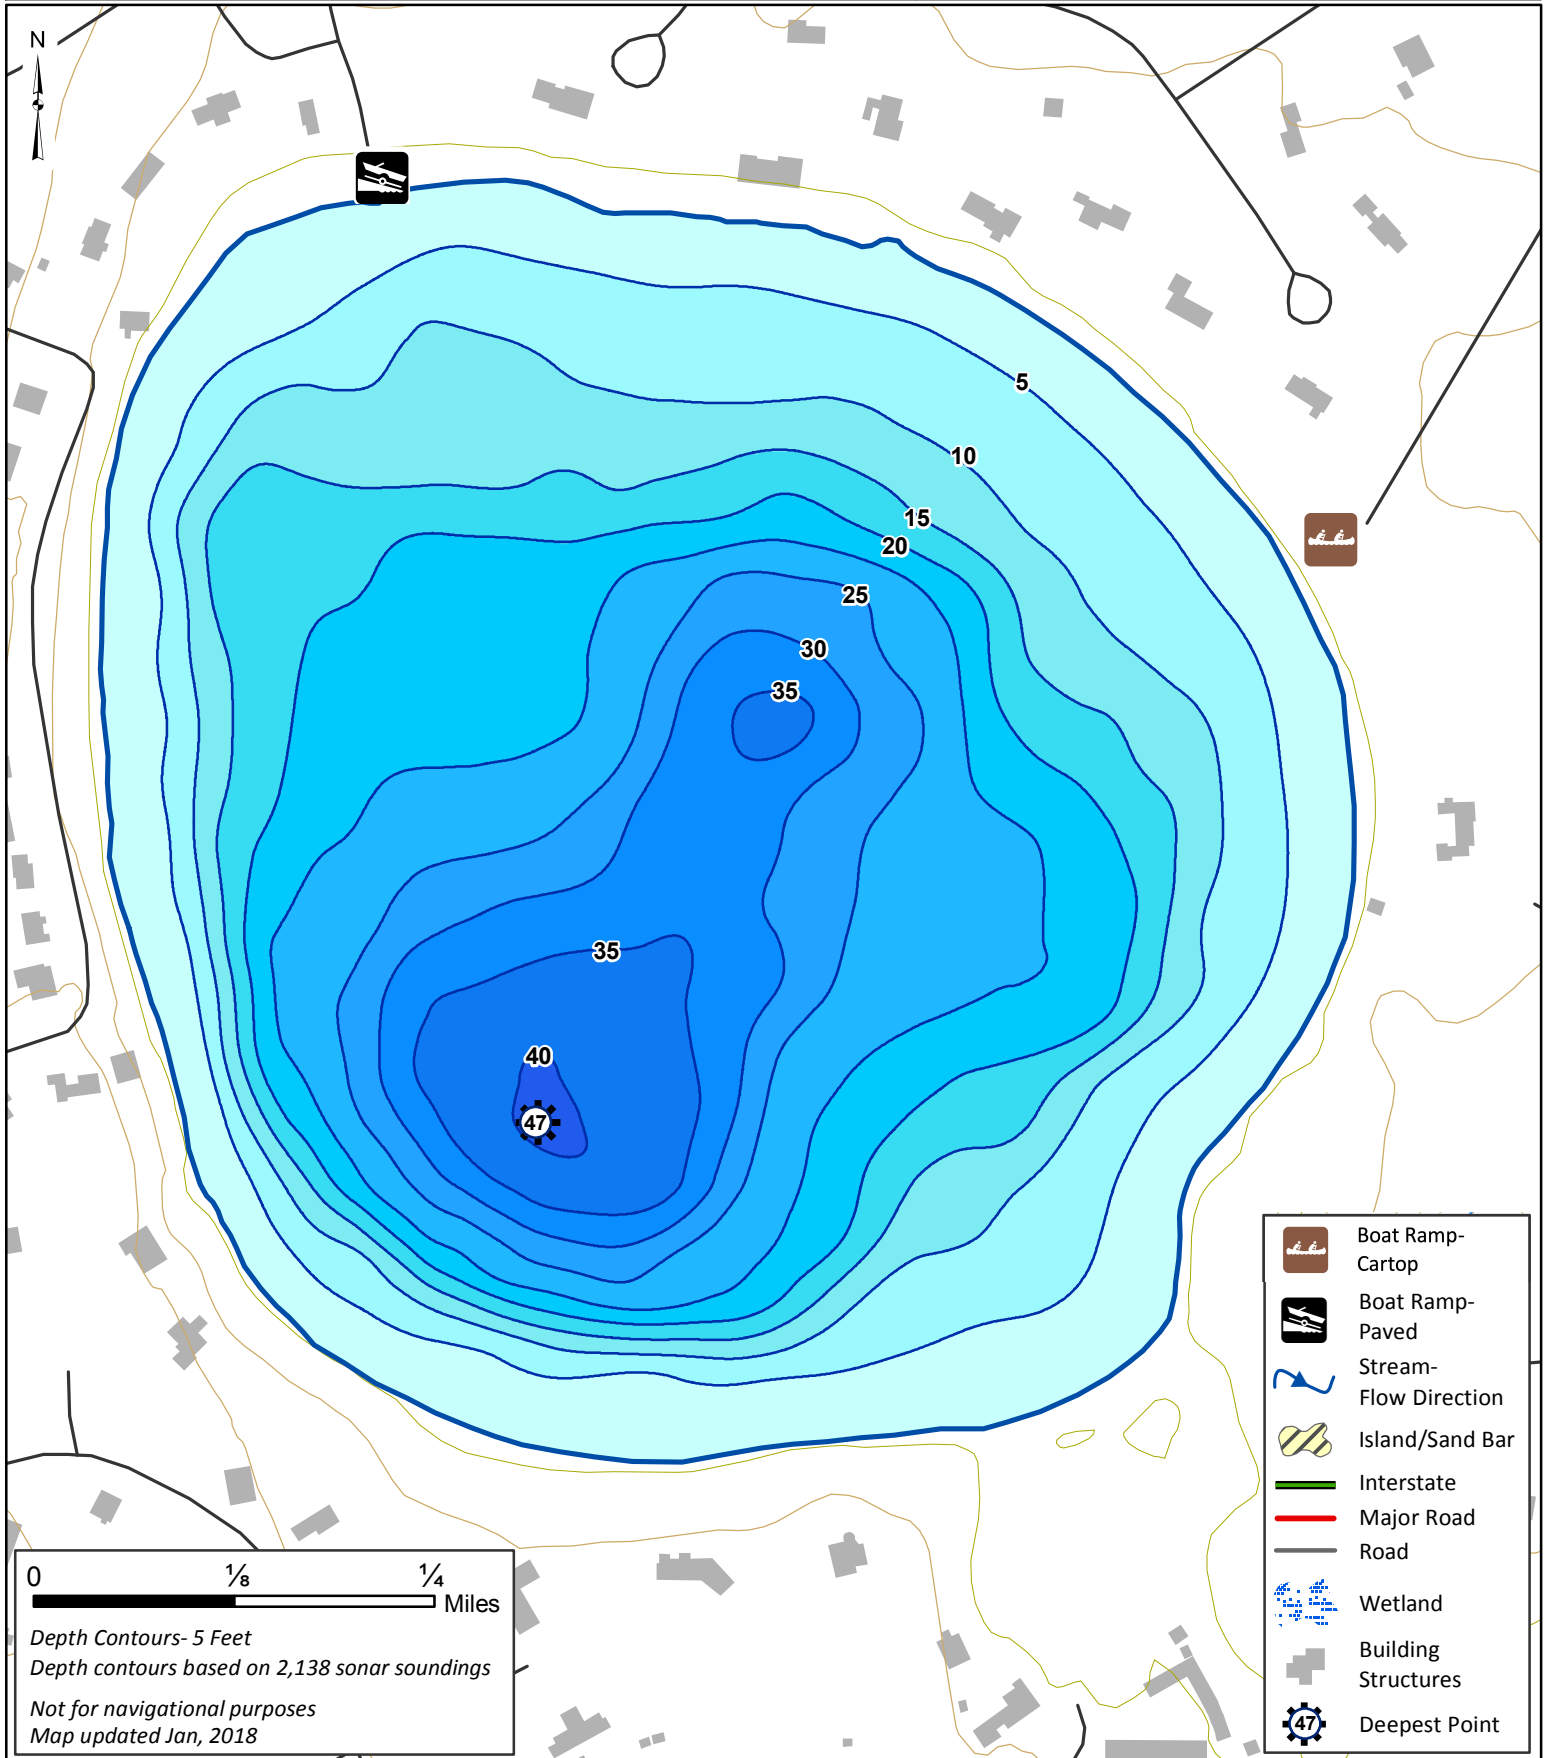 N
5
10
15
20
25
30
35
35
40
47
Boat Ramp-
Cartop
Boat Ramp-
Paved
Stream-
Flow Direction
Island/Sand Bar
Interstate
Major Road
Road
Wetland
Building
Structures
47 Deepest Point
0 ⅛ ¼
Miles
Depth Contours- 5 Feet
Depth contours based on 2,138 sonar soundings
Not for navigational purposes
Map updated Jan, 2018